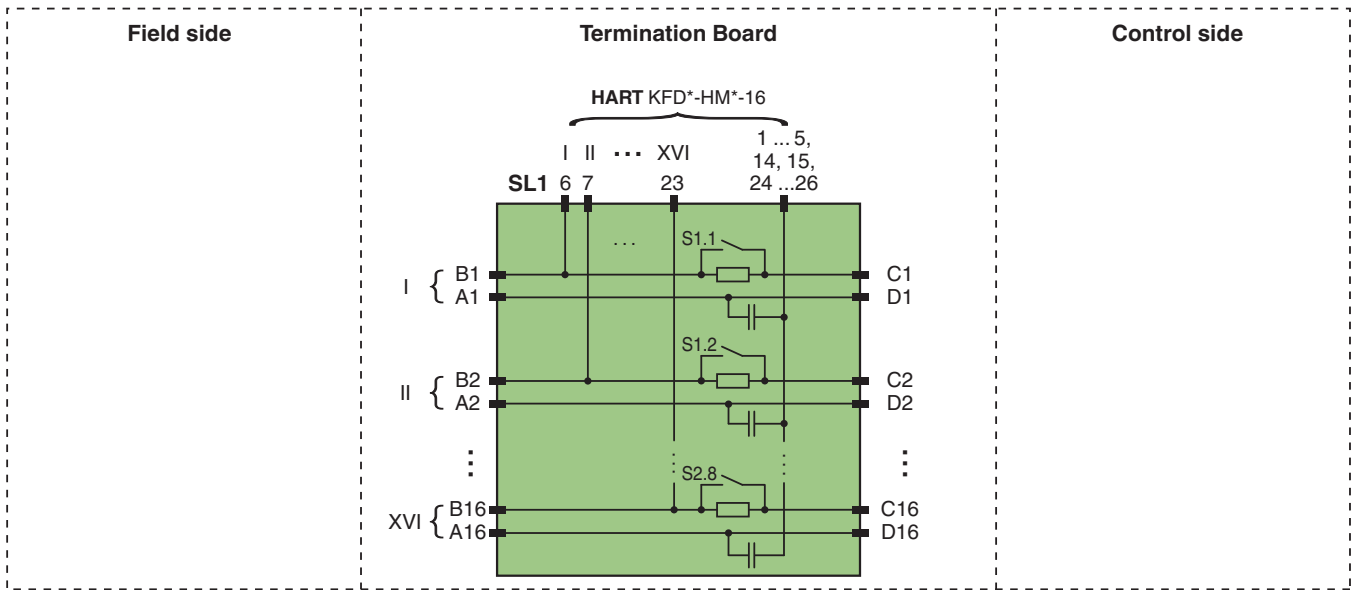 Field side
Termination Board
Control side
HART KFD*-HM*-16
I II ··· XVI
1 ... 5,
14, 15,
SL1 6 7 23 24 ...26
... S1.1
I { B1 C1
A1 D1
S1.2
II { B2 C2
A2 D2
S2.8
XVI { B16 C16
A16 D16